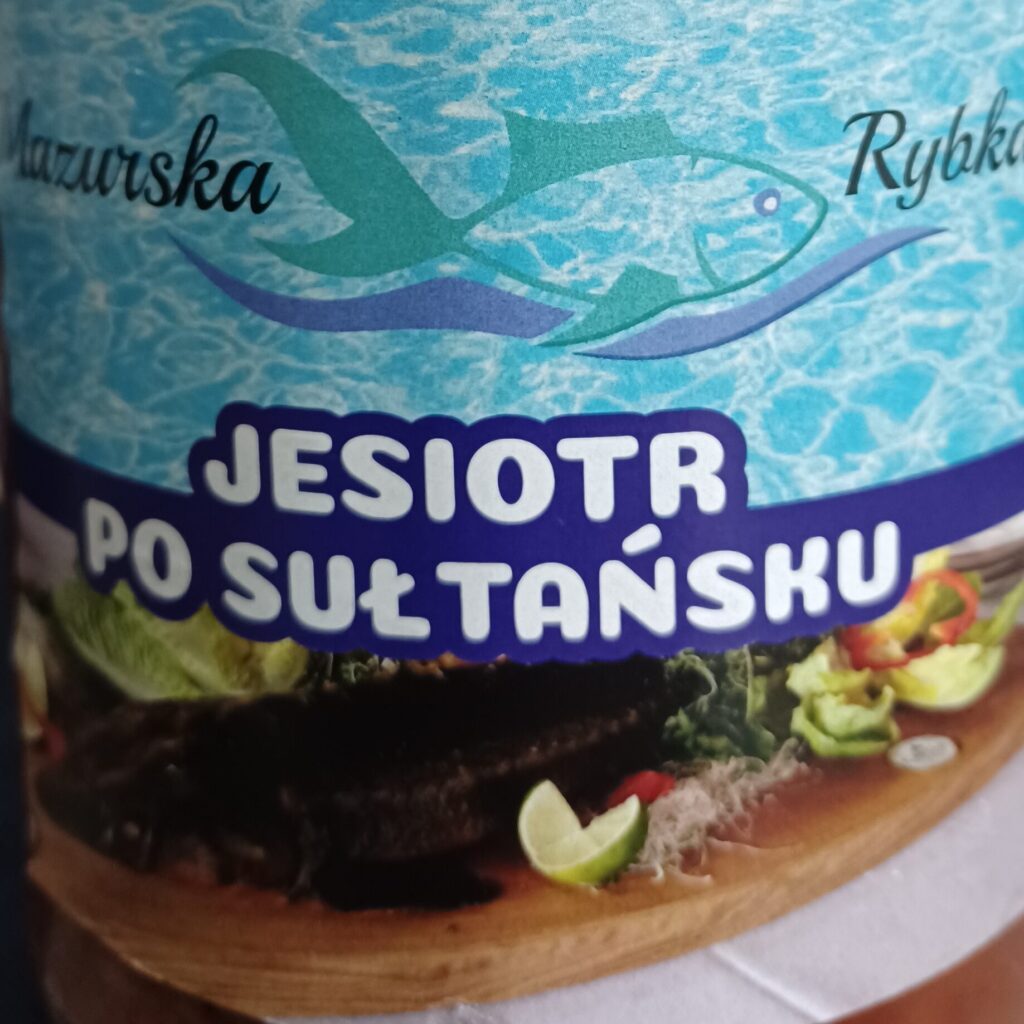 Mazurska Rybka
JESIOTR
PO SUŁTAŃSKU